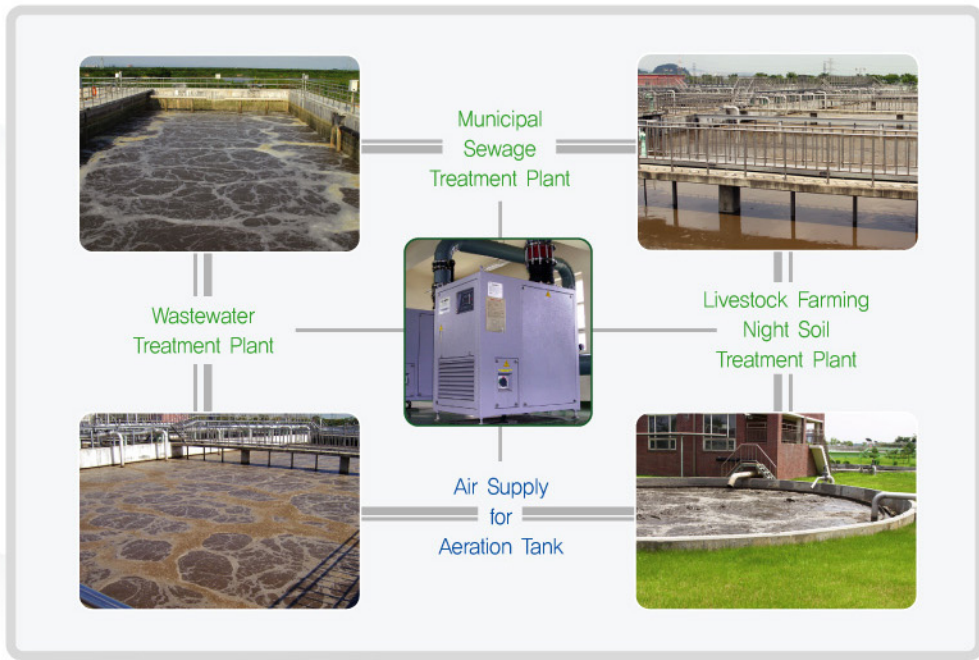 Municipal
Sewage
Treatment Plant
Wastewater
Treatment Plant
Livestock Farming
Night Soil
Treatment Plant
Air Supply
for
Aeration Tank